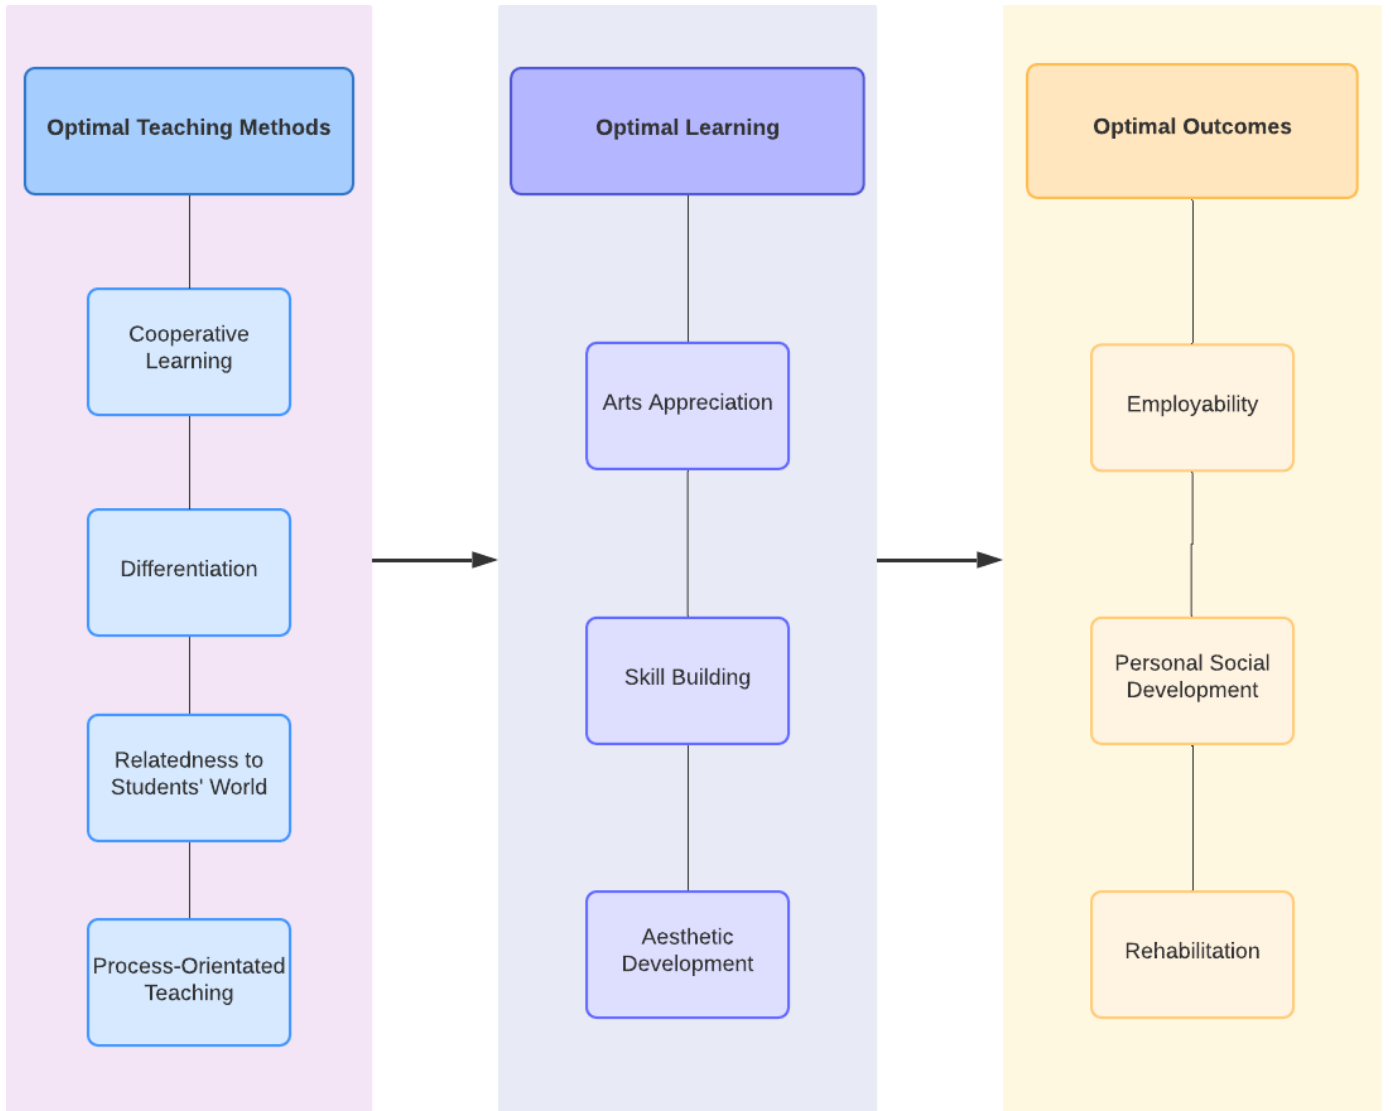 Optimal Teaching Methods
Cooperative
Learning
Differentiation
Relatedness to
Students' World
Process-Orientated
Teaching
Optimal Learning
Arts Appreciation
Skill Building
Aesthetic
Development
Optimal Outcomes
Employability
Personal Social
Development
Rehabilitation